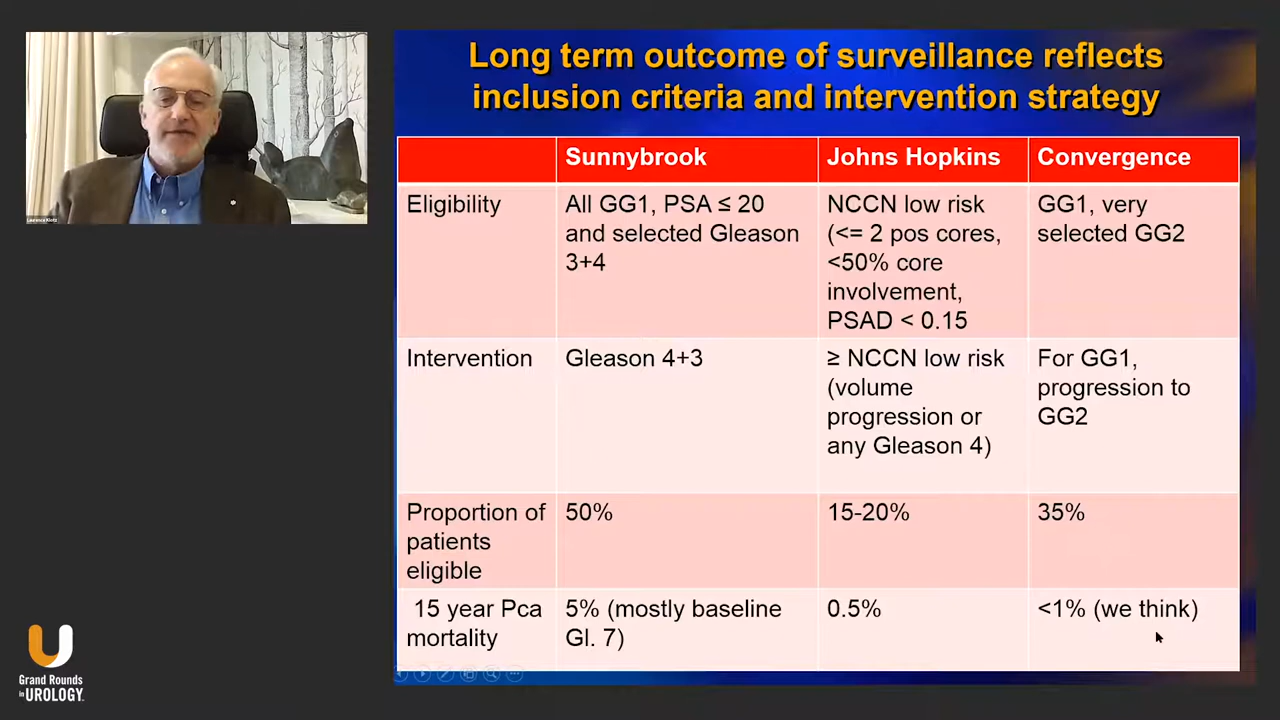 Long term outcome of surveillance reflects
inclusion criteria and intervention strategy
Sunnybrook
Johns Hopkins
Convergence
Eligibility
All GG1, PSA ≤ 20
and selected Gleason
3+4
NCCN low risk
(<= 2 pos cores,
<50% core
involvement,
PSAD < 0.15
GG1, very
selected GG2
Intervention
Gleason 4+3
≥ NCCN low risk
(volume
progression or
any Gleason 4)
For GG1,
progression to
GG2
Proportion of
patients
eligible
50%
15-20%
35%
15 year Pca
mortality
5% (mostly baseline
Gl. 7)
0.5%
<1% (we think)
Laurence Klotz
Grand Rounds
in UROLOGY